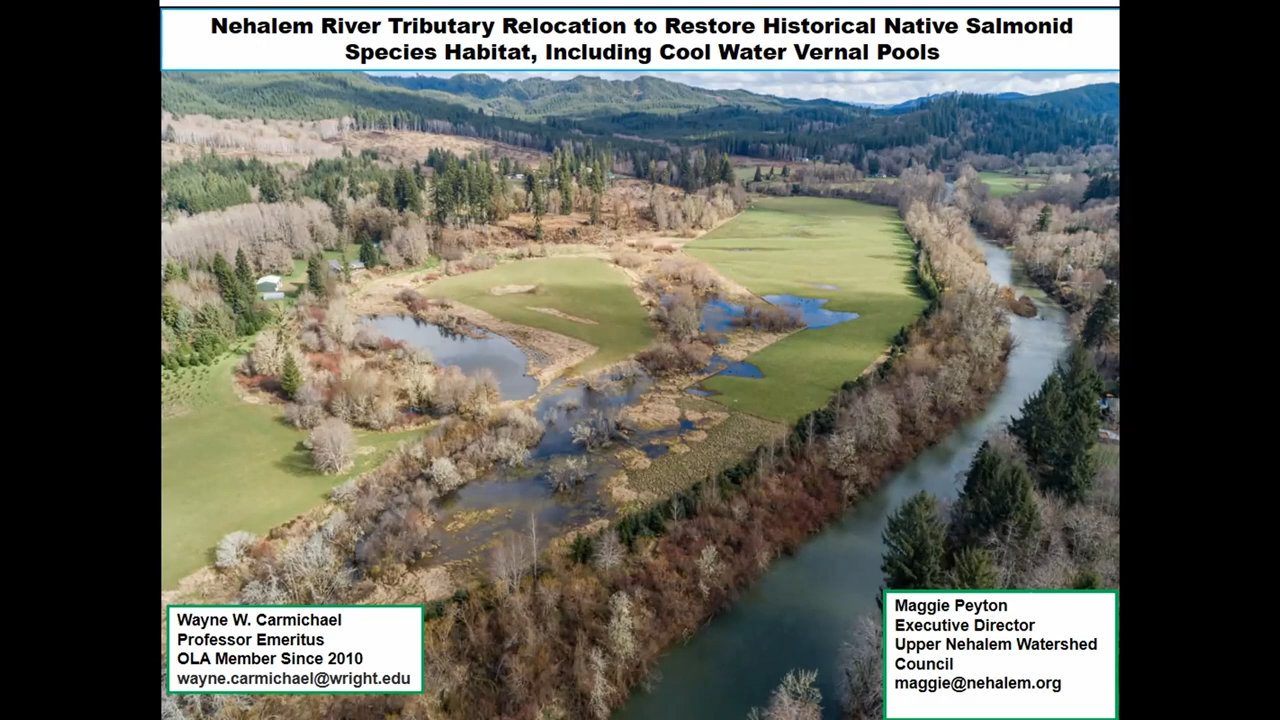 Nehalem River Tributary Relocation to Restore Historical Native Salmonid
Species Habitat, Including Cool Water Vernal Pools
Wayne W. Carmichael
Professor Emeritus
OLA Member Since 2010
wayne.carmichael@wright.edu
Maggie Peyton
Executive Director
Upper Nehalem Watershed
Council
maggie@nehalem.org